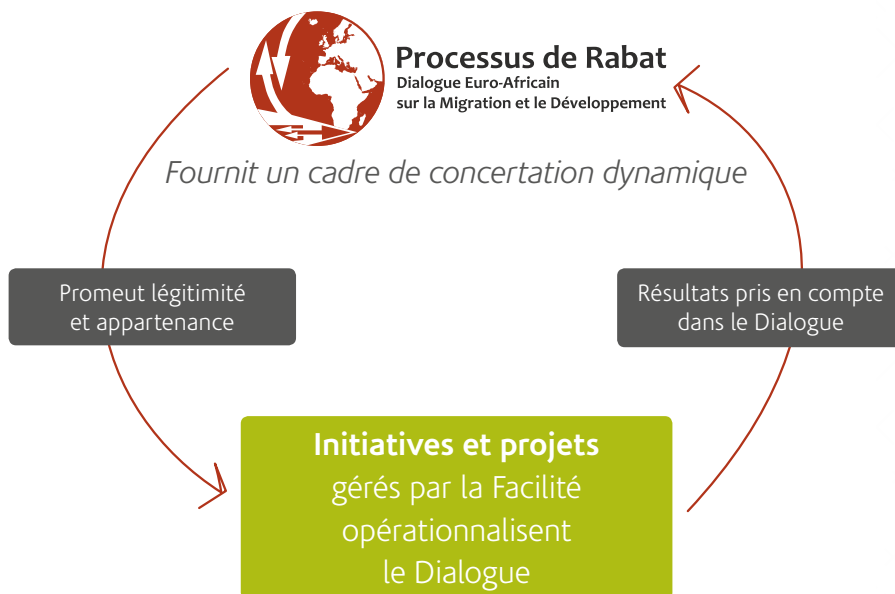 Processus de Rabat
Dialogue Euro-Africain
sur la Migration et le Développement
Fournit un cadre de concertation dynamique
Promeut légitimité
et appartenance
Résultats pris en compte
dans le Dialogue
Initiatives et projets
gérés par la Facilité
opérationnalisent
le Dialogue